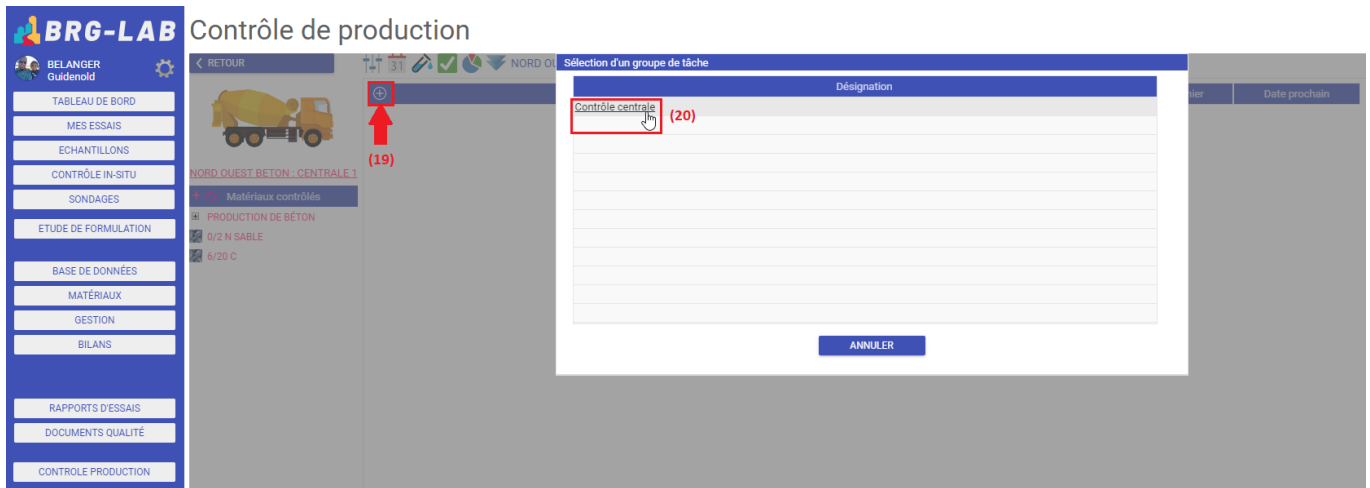 BRG-LAB
Contrôle de production
BELANGER
Guidenold
TABLEAU DE BORD
MES ESSAIS
ECHANTILLONS
CONTRÔLE IN-SITU
SONDAGES
ETUDE DE FORMULATION
BASE DE DONNÉES
MATÉRIAUX
GESTION
BILANS
RAPPORTS D'ESSAIS
DOCUMENTS QUALITÉ
CONTROLE PRODUCTION
RETOUR
NORD OUEST BETON : CENTRALE 1
Matériaux contrôlés
PRODUCTION DE BÉTON
0/2 N SABLE
6/20 C
31
NORD OU
(19)
Sélection d'un groupe de tâche
Désignation
Contrôle centrale
(20)
ANNULER
nier
Date prochain